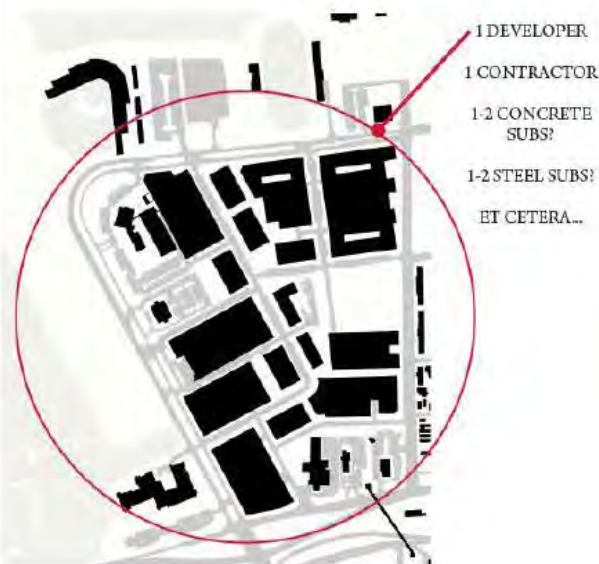 1 DEVELOPER
1 CONTRACTOR
1-2 CONCRETE
SUBS?
1-2 STEEL SUBS?
ET CETERA...